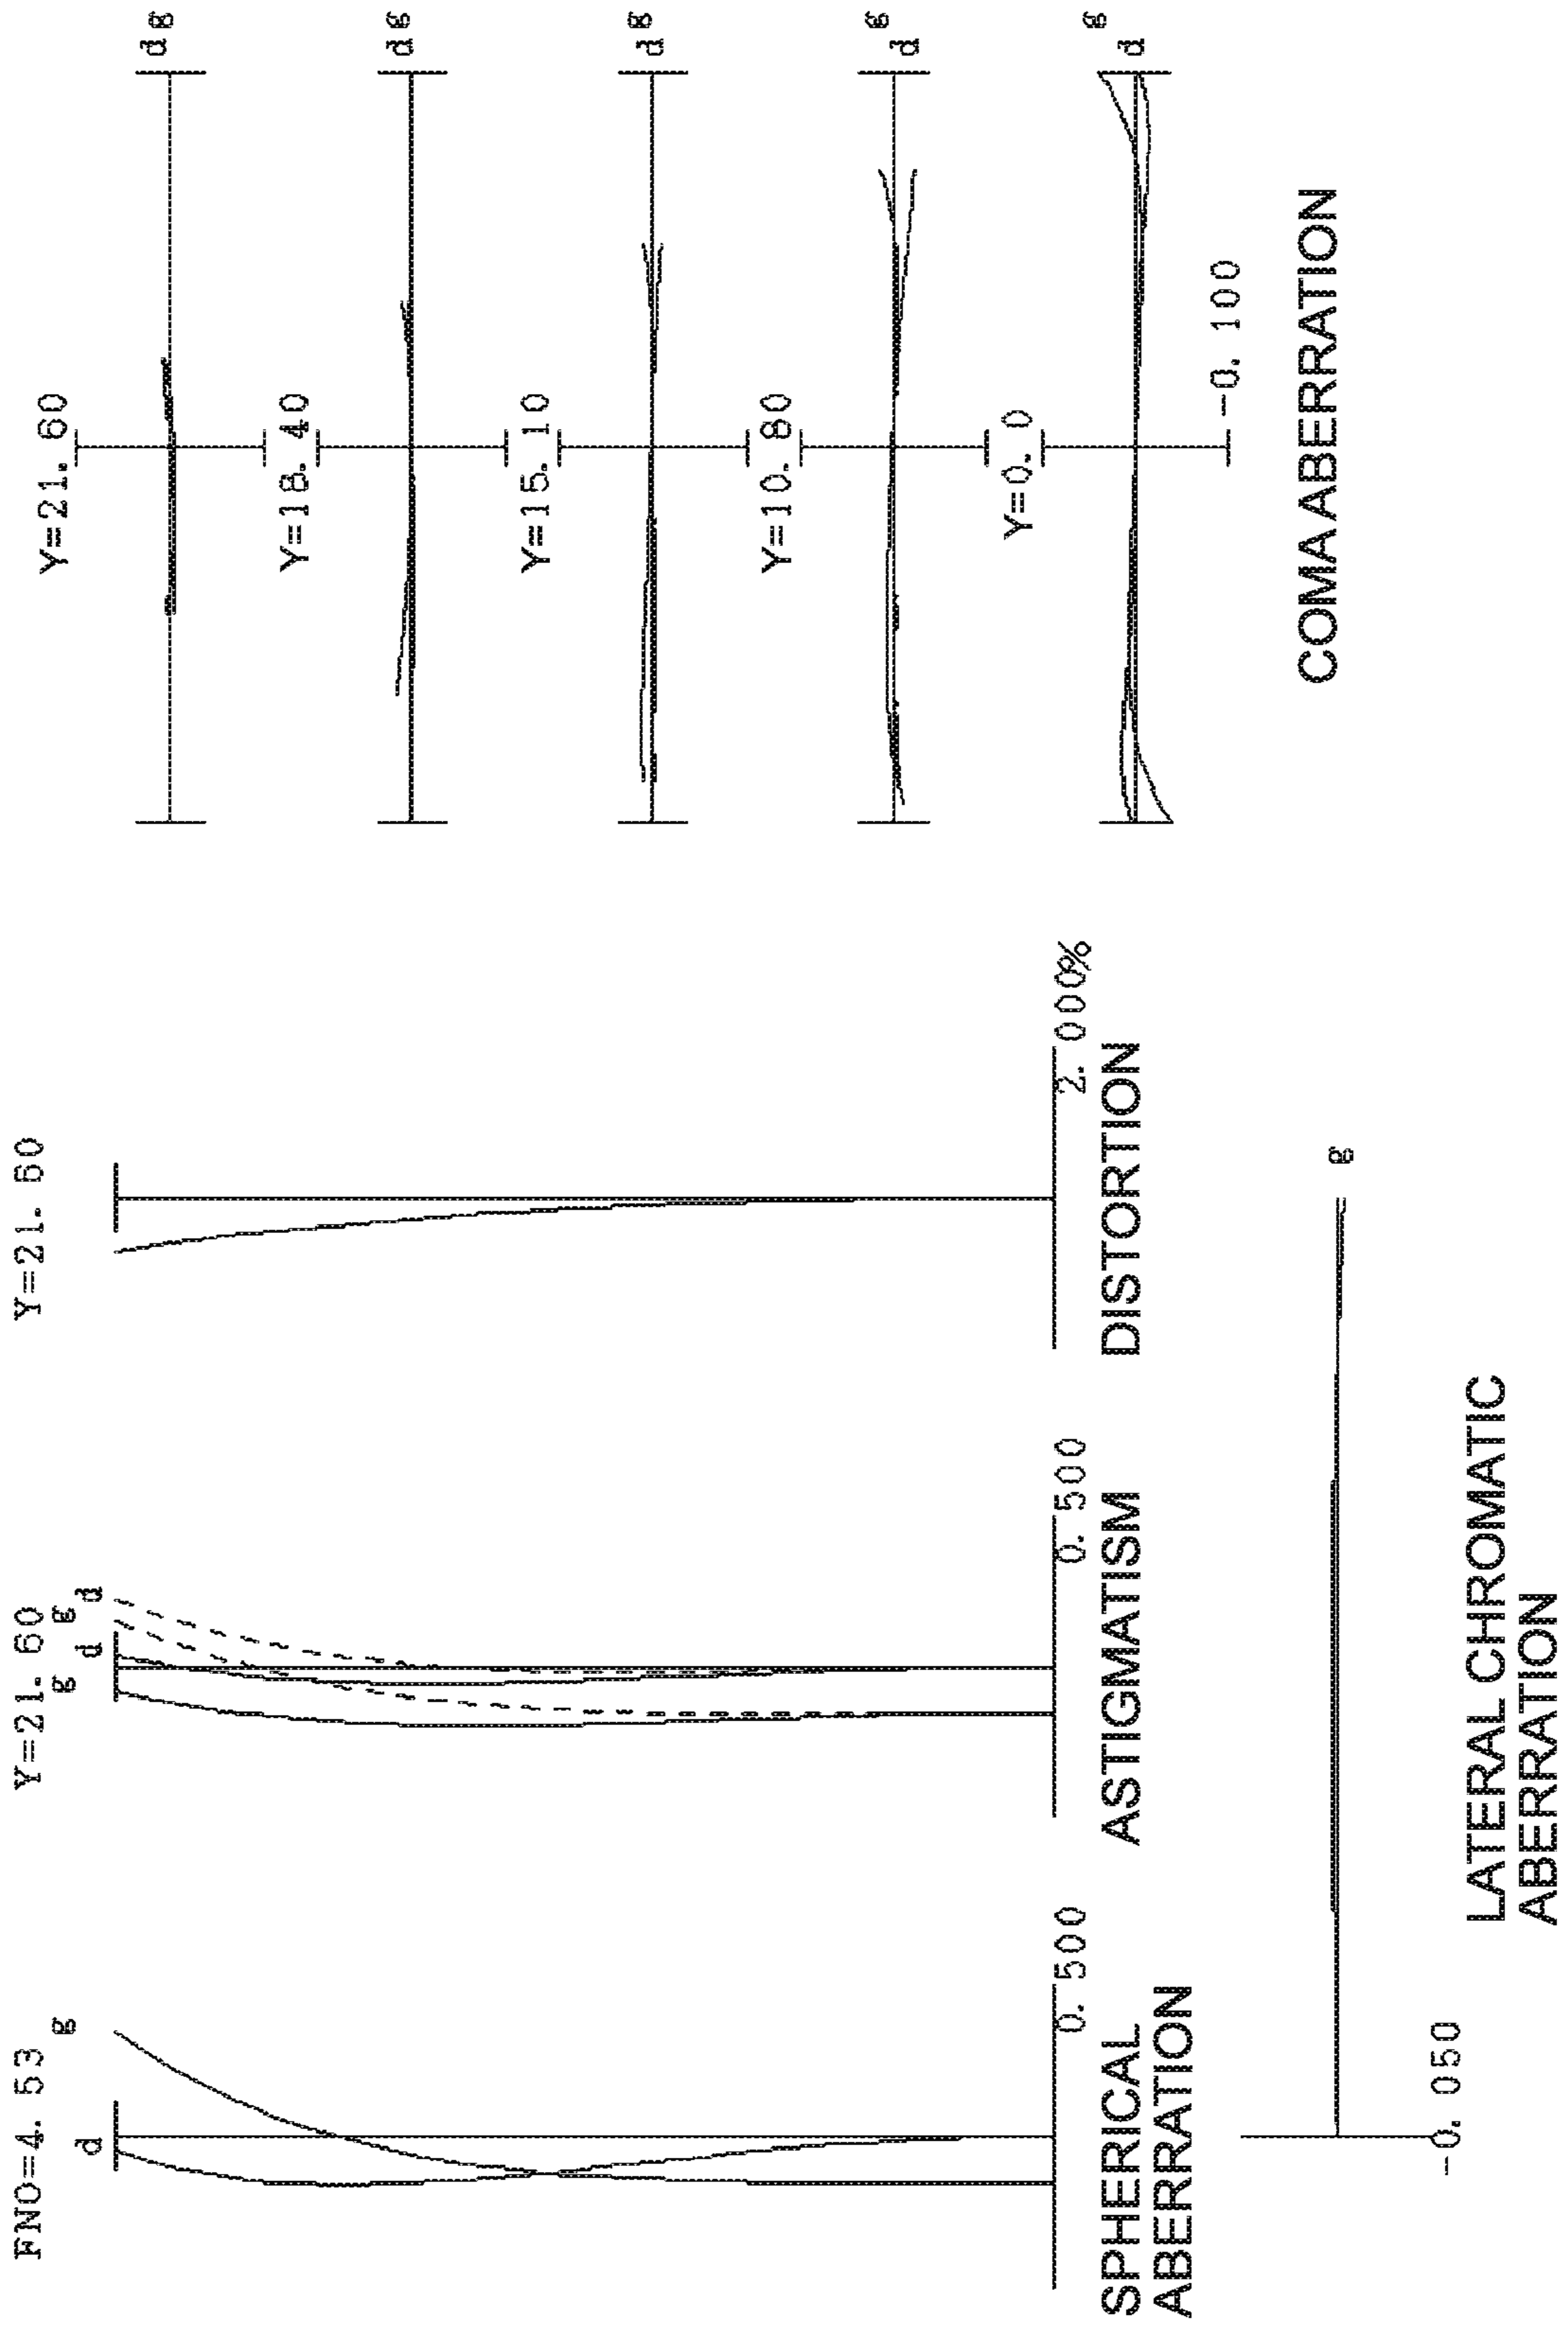 FNO=4. 53
g
d
0. 500
SPHERICAL
ABERRATION
Y=21. 60
g
d
g
d
0. 500
ASTIGMATISM
Y=21. 60
2. 000%
DISTORTION
-0. 050
g
LATERAL CHROMATIC
ABERRATION
Y=21. 60
d g
Y=18. 40
d g
Y=15. 10
d g
Y=10. 80
g
d
Y=0. 0
g
d
-0. 100
COMA ABERRATION